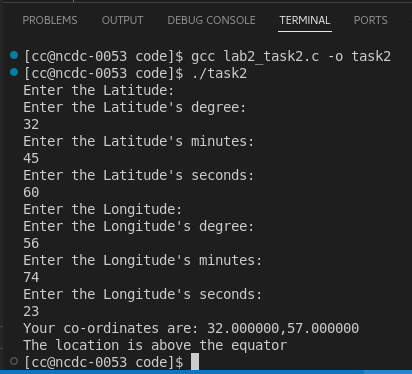 PROBLEMS OUTPUT DEBUG CONSOLE TERMINAL PORTS
[cc@ncdc-0053 code]$ gcc lab2_task2.c -o task2
[cc@ncdc-0053 code]$ ./task2
Enter the Latitude:
Enter the Latitude's degree:
32
Enter the Latitude's minutes:
45
Enter the Latitude's seconds:
60
Enter the Longitude:
Enter the Longitude's degree:
56
Enter the Longitude's minutes:
74
Enter the Longitude's seconds:
23
Your co-ordinates are: 32.000000,57.000000
The location is above the equator
[cc@ncdc-0053 code]$